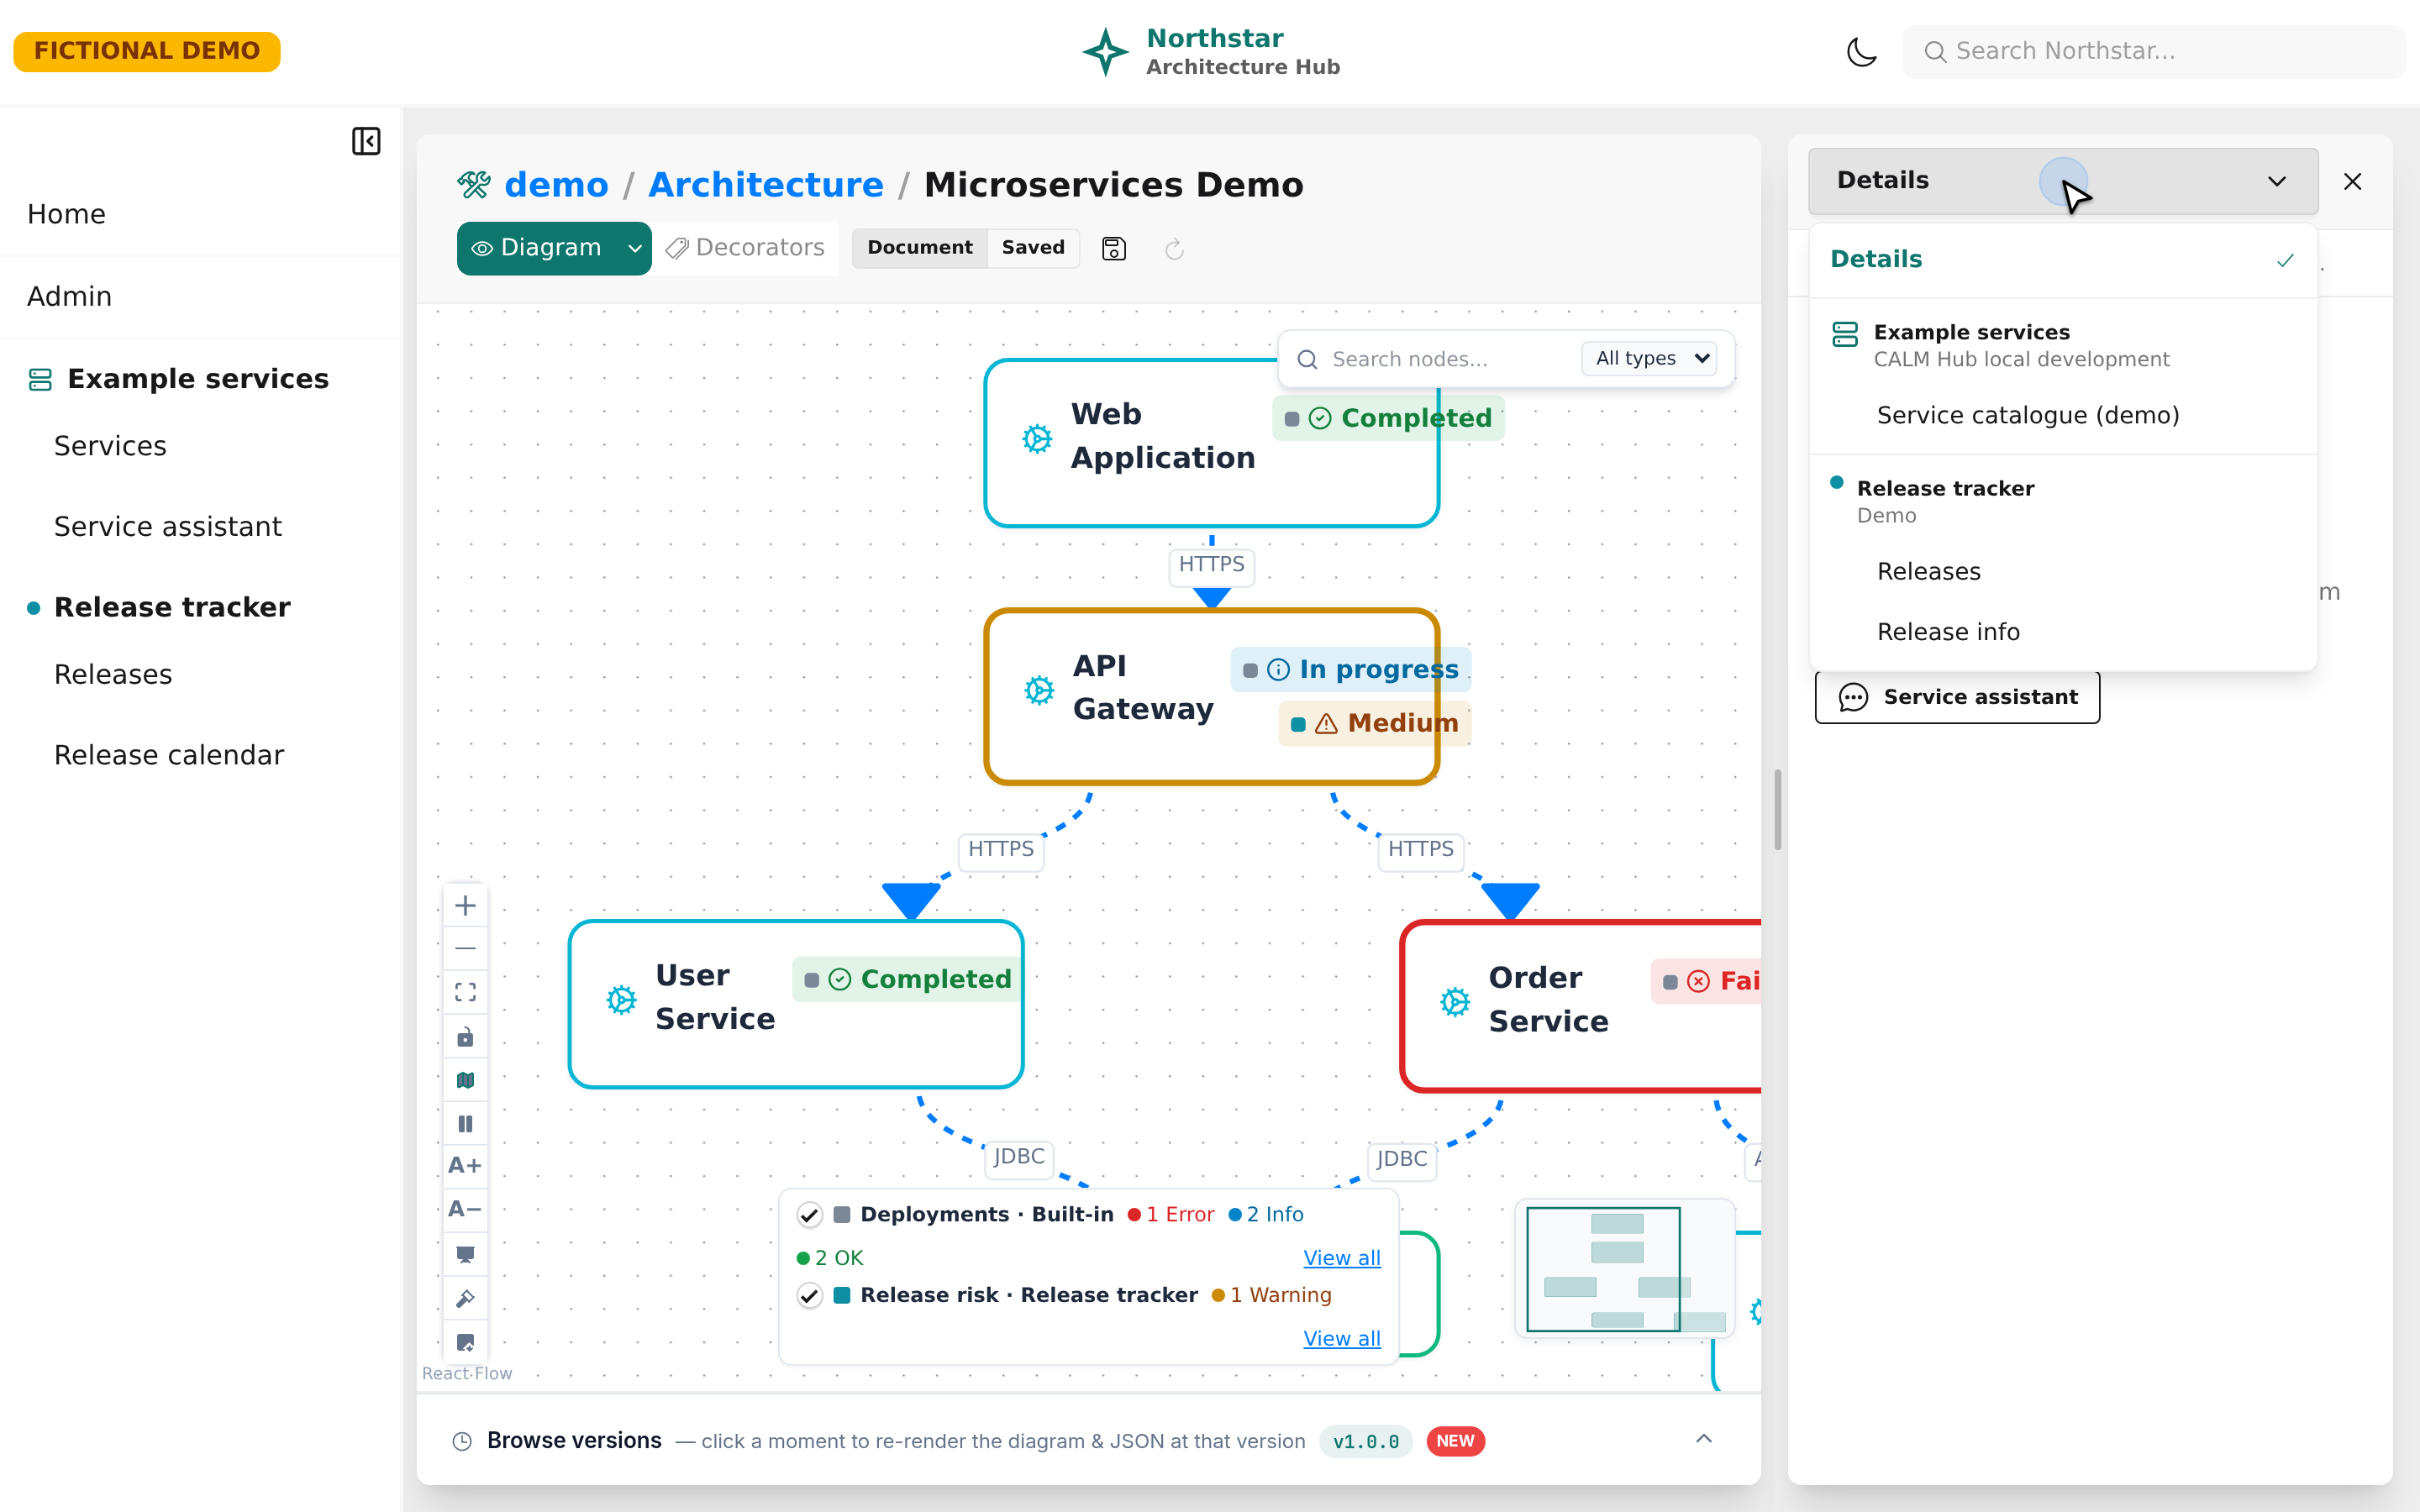 FICTIONAL DEMO
Northstar
Architecture Hub
Search Northstar...
Home
Admin
Example services
Services
Service assistant
Release tracker
Releases
Release calendar
demo / Architecture / Microservices Demo
Diagram
Decorators
Document
Saved
Search nodes...
All types
Web
Application
Completed
HTTPS
API
Gateway
In progress
Medium
HTTPS
HTTPS
User
Service
Completed
Order
Service
Fai
JDBC
JDBC
A
A+
A−
Deployments · Built-in 1 Error 2 Info
2 OK View all
Release risk · Release tracker 1 Warning
View all
React Flow
Browse versions — click a moment to re-render the diagram & JSON at that version v1.0.0 NEW
Details
Details
Example services
CALM Hub local development
Service catalogue (demo)
Release tracker
Demo
Releases
Release info
m
Service assistant